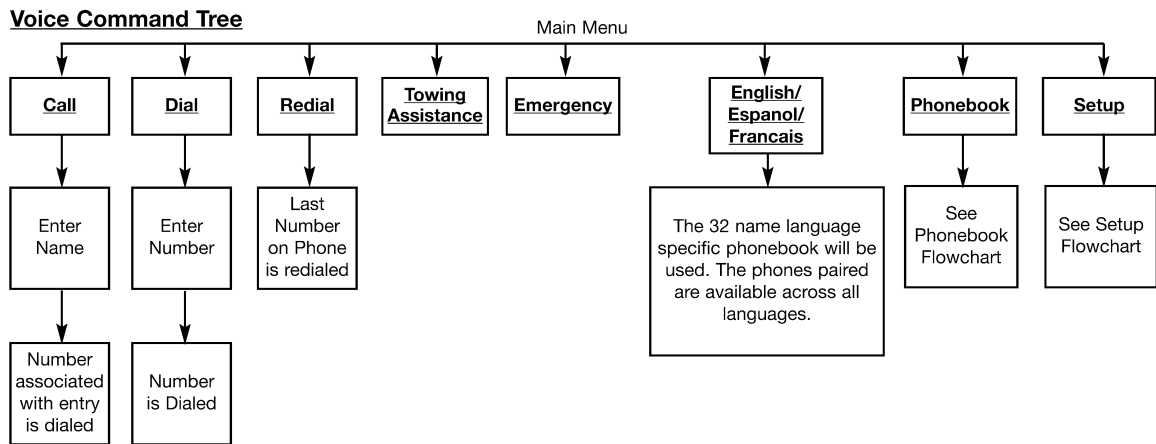 Voice Command Tree
Main Menu
Call
Dial
Redial
Towing
Assistance
Emergency
English/
Espanol/
Francais
Phonebook
Setup
Enter
Name
Enter
Number
Last
Number
on Phone
is redialed
The 32 name language
specific phonebook will be
used. The phones paired
are available across all
languages.
See
Phonebook
Flowchart
See Setup
Flowchart
Number
associated
with entry
is dialed
Number
is Dialed